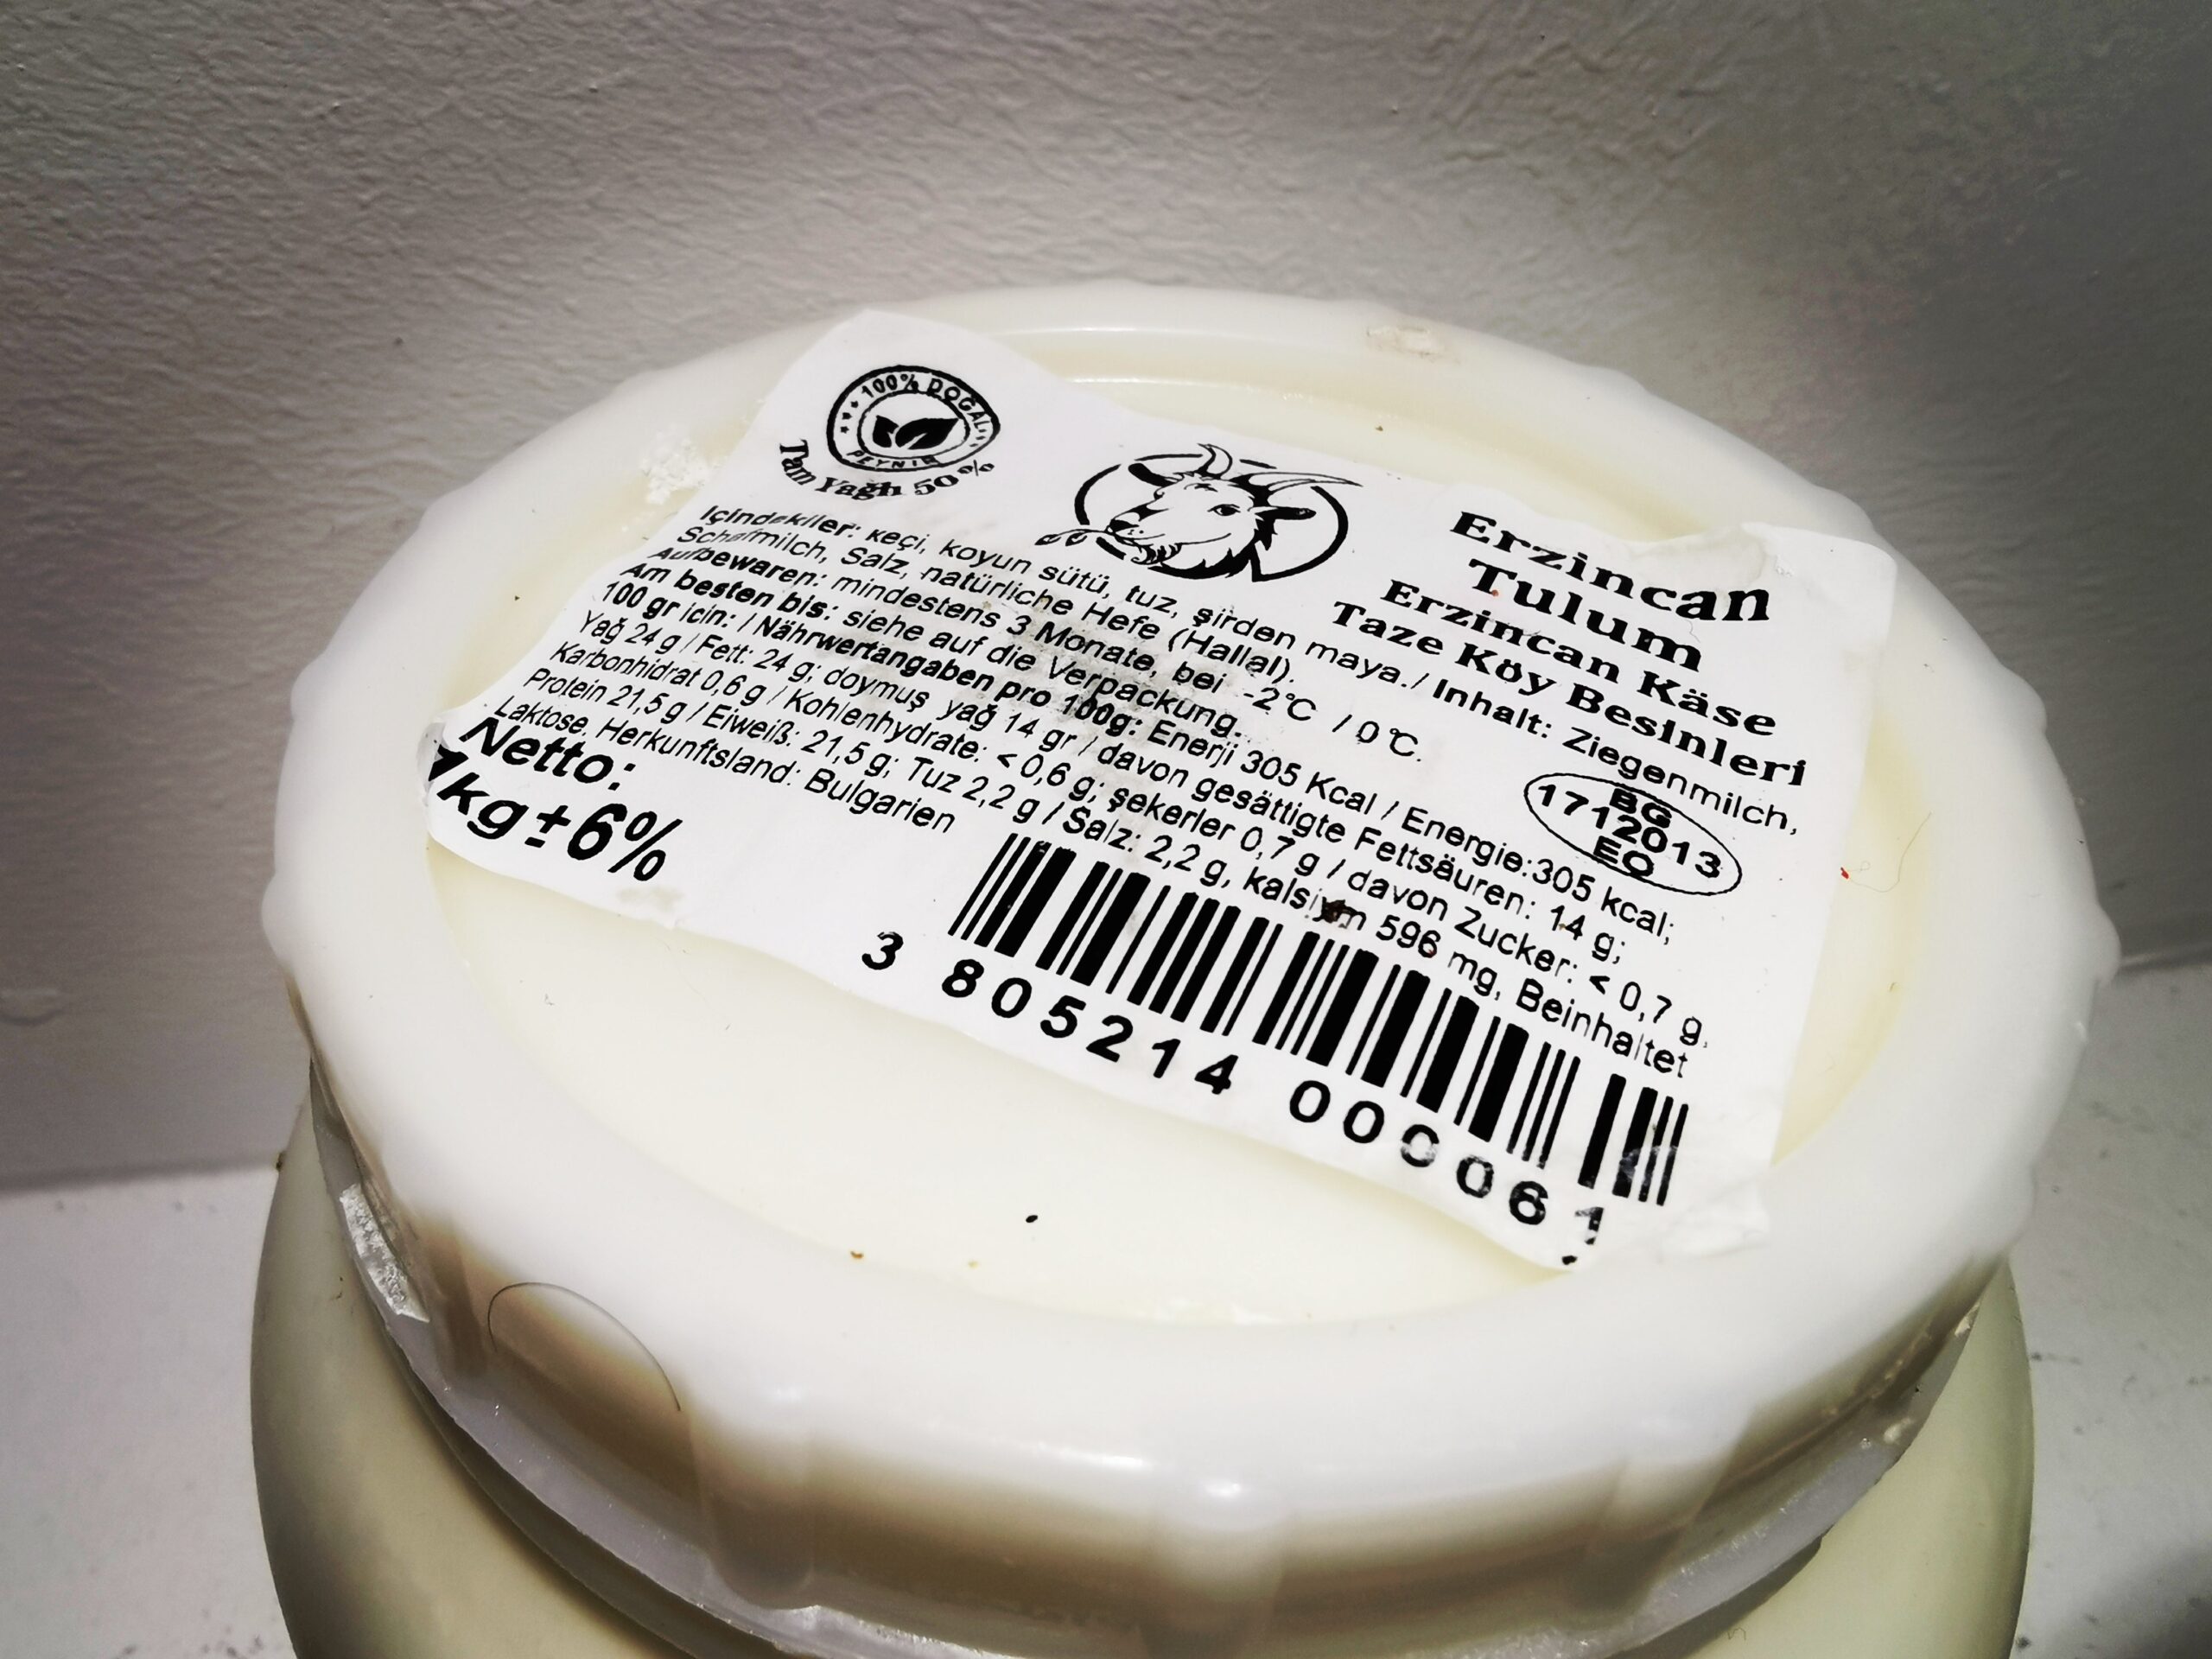 100% DOĞAL
PEYNIR
Tam Yağlı 50%
Erzincan
Tulum
Erzincan Käse
Taze Köy Besinleri
İçindekiler: keçi, koyun sütü, tuz, şirden maya./ Inhalt: Ziegenmilch,
Schafmilch, Salz, natürliche Hefe (Hallal).
Aufbewaren: mindestens 3 Monate, bei -2°C / 0°C.
Am besten bis: siehe auf die Verpackung.
100 gr icin: / Nährwertangaben pro 100g: Enerji 305 Kcal / Energie:305 kcal;
Yağ 24 g / Fett: 24 g; doymuş yağ 14 gr / davon gesättigte Fettsäuren: 14 g;
Karbonhidrat 0,6 g / Kohlenhydrate: < 0,6 g; şekerler 0,7 g / davon Zucker: < 0,7 g,
Protein 21,5 g / Eiweiß: 21,5 g; Tuz 2,2 g / Salz: 2,2 g, kalsiym 596 mg, Beinhaltet
Laktose. Herkunftsland: Bulgarien
BG
1712013
EO
Netto:
kg±6%
3 805214 000061